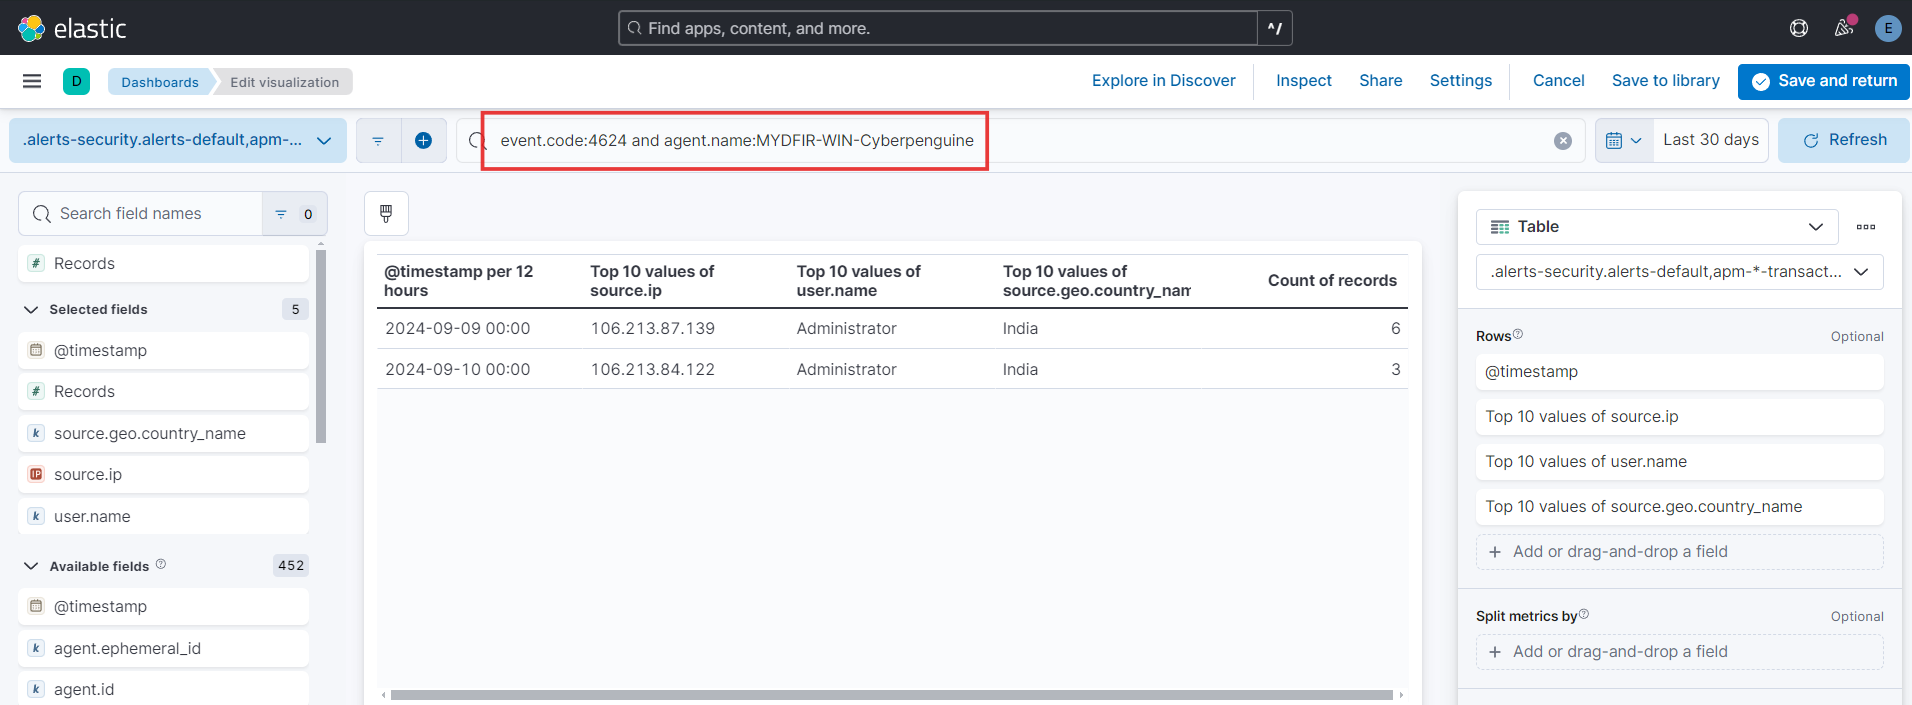 elastic
Find apps, content, and more.
^/
E
D
Dashboards
Edit visualization
Explore in Discover
Inspect
Share
Settings
Cancel
Save to library
Save and return
.alerts-security.alerts-default,apm-...
event.code:4624 and agent.name:MYDFIR-WIN-Cyberpenguine
Last 30 days
Refresh
Search field names
0
# Records
Selected fields
5
@timestamp
# Records
k source.geo.country_name
IP source.ip
k user.name
Available fields
452
@timestamp
k agent.ephemeral_id
k agent.id
@timestamp per 12
hours
Top 10 values of
source.ip
Top 10 values of
user.name
Top 10 values of
source.geo.country_nam
Count of records
2024-09-09 00:00 106.213.87.139 Administrator India 6
2024-09-10 00:00 106.213.84.122 Administrator India 3
Table
.alerts-security.alerts-default,apm-*-transact...
Rows
Optional
@timestamp
Top 10 values of source.ip
Top 10 values of user.name
Top 10 values of source.geo.country_name
+ Add or drag-and-drop a field
Split metrics by
Optional
+ Add or drag-and-drop a field